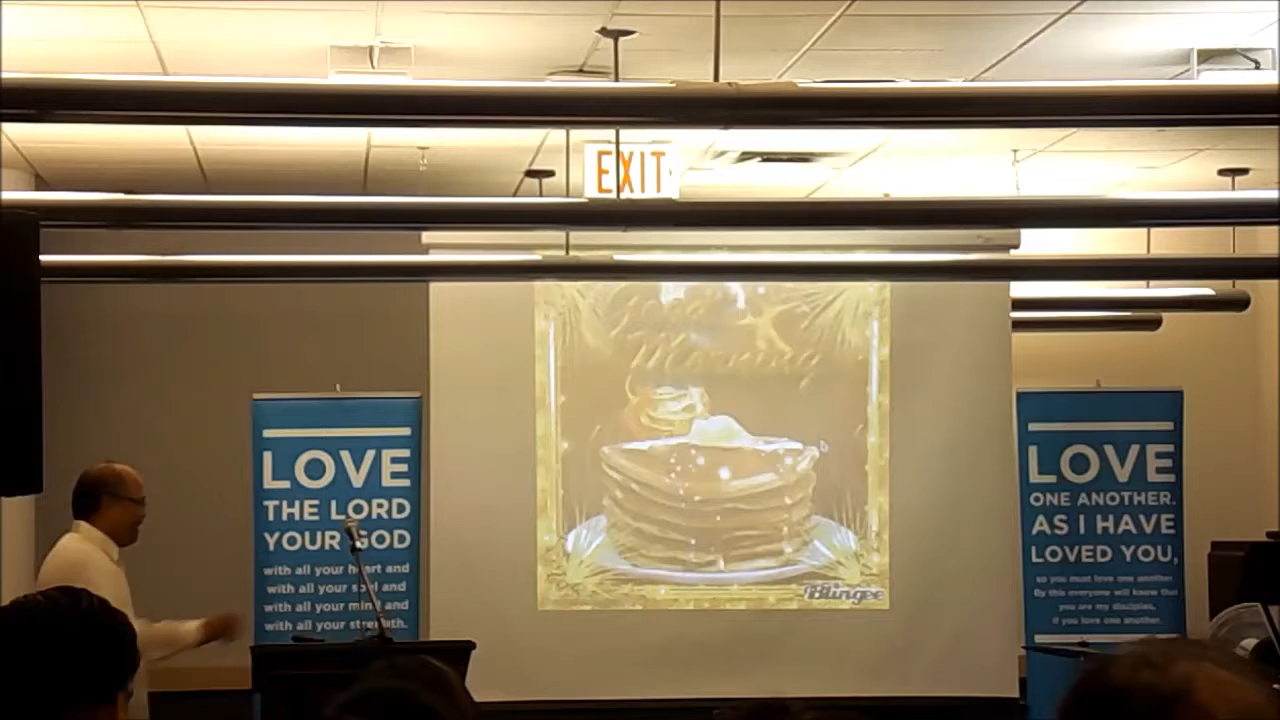 EXIT
Morning
Blingee
LOVE
THE LORD
YOUR GOD
with all your heart and
with all your soul and
with all your mind and
with all your strength.
LOVE
ONE ANOTHER.
AS I HAVE
LOVED YOU,
so you must love one another.
By this everyone will know that
you are my disciples,
if you love one another.